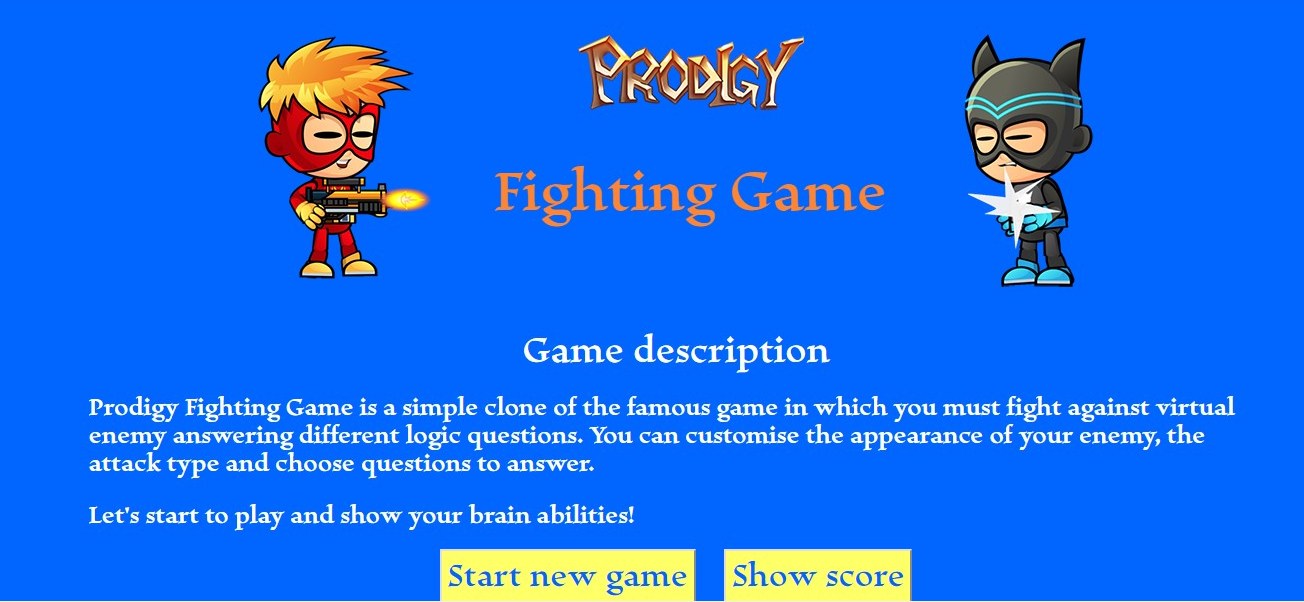 PRODIGY
Fighting Game
Game description
Prodigy Fighting Game is a simple clone of the famous game in which you must fight against virtual
enemy answering different logic questions. You can customise the appearance of your enemy, the
attack type and choose questions to answer.
Let's start to play and show your brain abilities!
Start new game
Show score